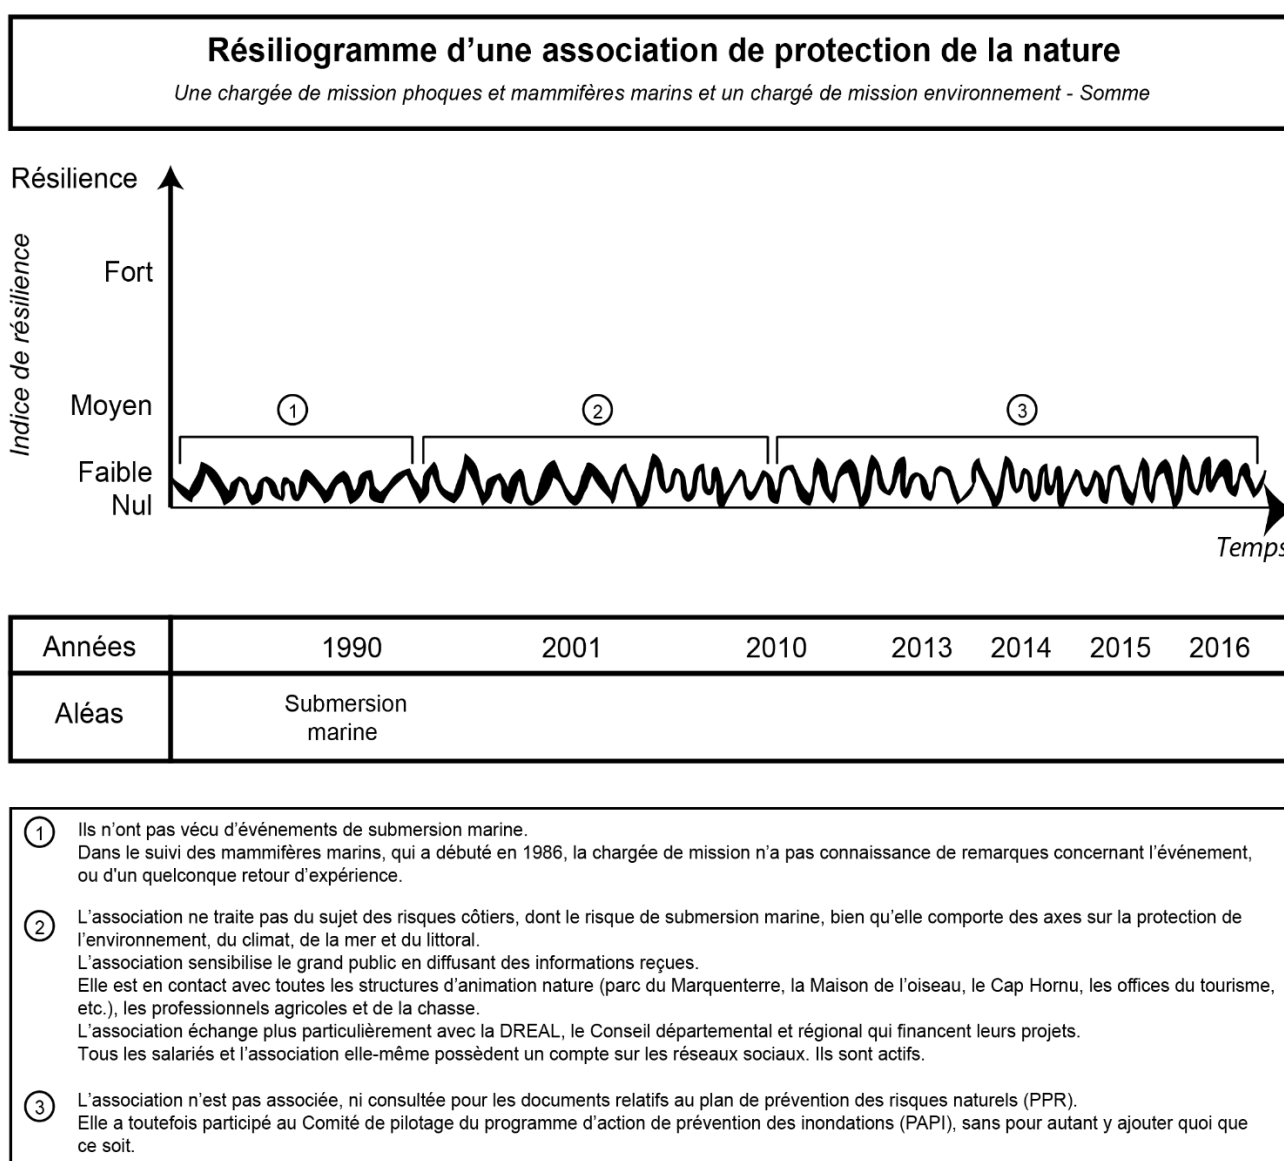 Résiliogramme d’une association de protection de la nature
Une chargée de mission phoques et mammifères marins et un chargé de mission environnement - Somme
Résilience
Indice de résilience
Fort
Moyen
Faible
Nul
1
2
3
Temps
Années 1990 2001 2010 2013 2014 2015 2016
Aléas
Submersion
marine
1 Ils n’ont pas vécu d’événements de submersion marine.
Dans le suivi des mammifères marins, qui a débuté en 1986, la chargée de mission n’a pas connaissance de remarques concernant l’événement,
ou d'un quelconque retour d’expérience.
2 L’association ne traite pas du sujet des risques côtiers, dont le risque de submersion marine, bien qu’elle comporte des axes sur la protection de
l’environnement, du climat, de la mer et du littoral.
L’association sensibilise le grand public en diffusant des informations reçues.
Elle est en contact avec toutes les structures d’animation nature (parc du Marquenterre, la Maison de l’oiseau, le Cap Hornu, les offices du tourisme,
etc.), les professionnels agricoles et de la chasse.
L’association échange plus particulièrement avec la DREAL, le Conseil départemental et régional qui financent leurs projets.
Tous les salariés et l’association elle-même possèdent un compte sur les réseaux sociaux. Ils sont actifs.
3 L’association n’est pas associée, ni consultée pour les documents relatifs au plan de prévention des risques naturels (PPR).
Elle a toutefois participé au Comité de pilotage du programme d’action de prévention des inondations (PAPI), sans pour autant y ajouter quoi que
ce soit.